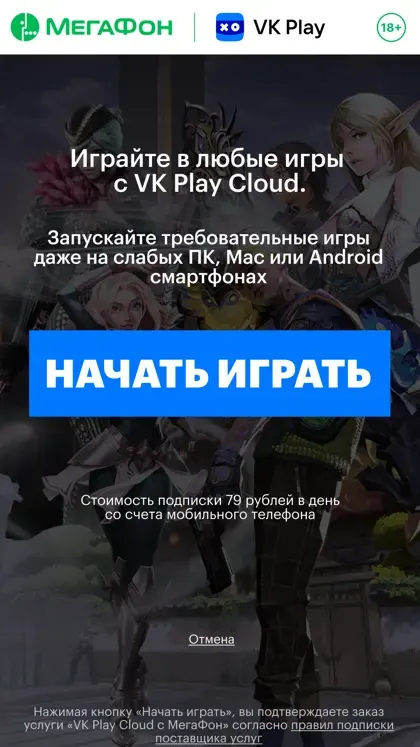 МЕГАФОН
VK Play
18+
Играйте в любые игры
с VK Play Cloud.
Запускайте требовательные игры
даже на слабых ПК, Mac или Android
смартфонах
НАЧАТЬ ИГРАТЬ
Стоимость подписки 79 рублей в день
со счета мобильного телефона
Отмена
Нажимая кнопку «Начать играть», вы подтверждаете заказ
услуги «VK Play Cloud с МегаФон» согласно правил подписки
поставщика услуг